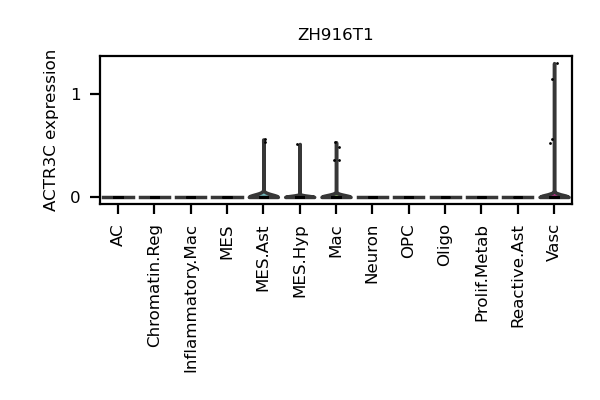 ZH916T1
ACTR3C expression
1
0
AC
Chromatin.Reg
Inflammatory.Mac
MES
MES.Ast
MES.Hyp
Mac
Neuron
OPC
Oligo
Prolif.Metab
Reactive.Ast
Vasc